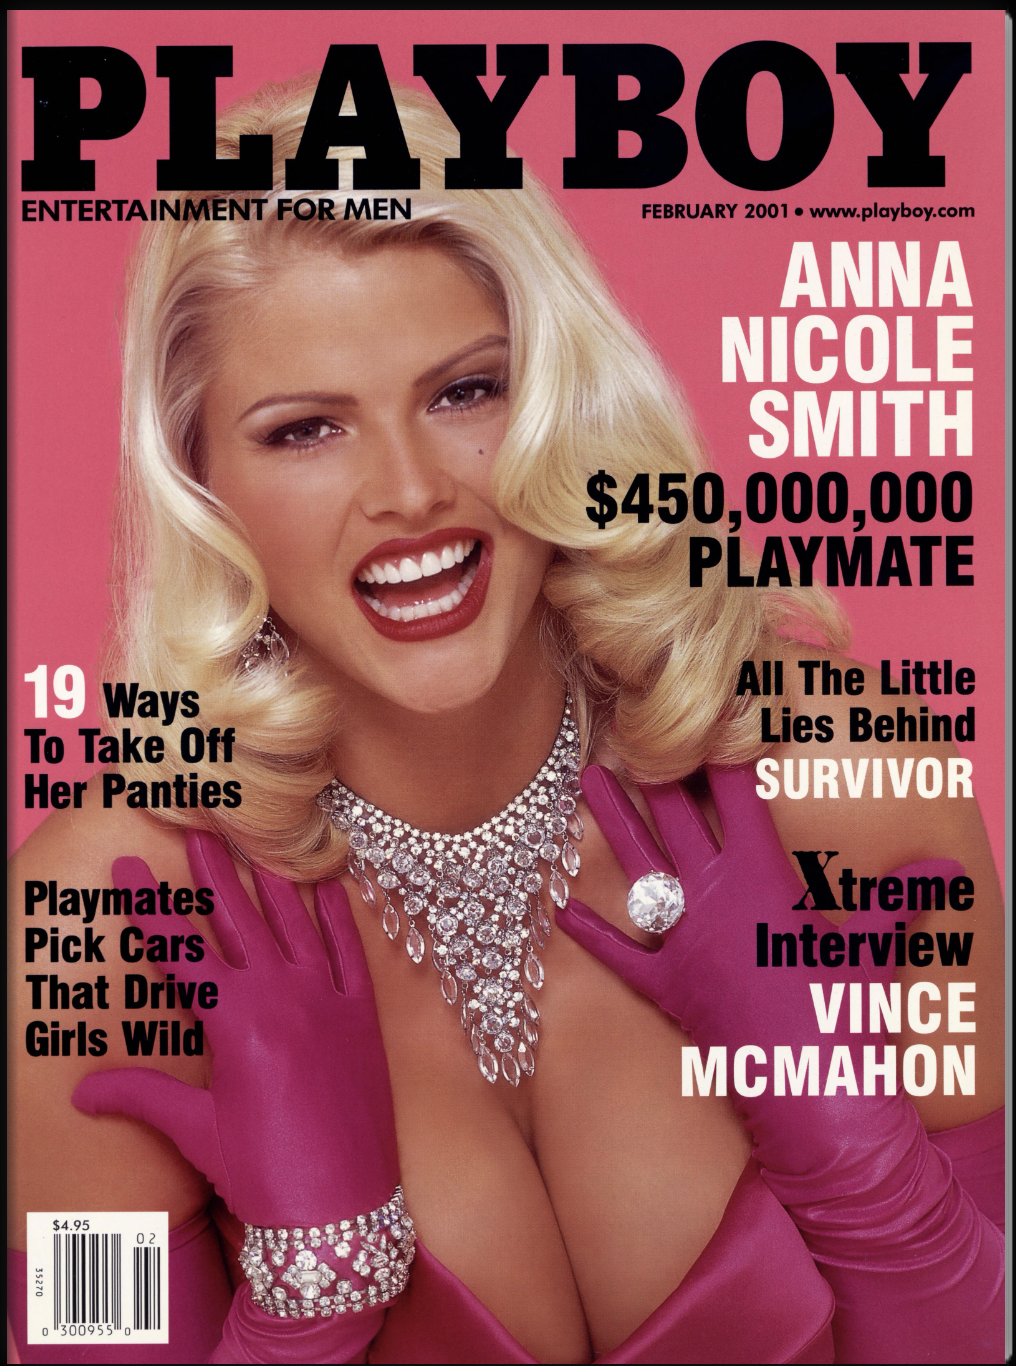 PLAYBOY
ENTERTAINMENT FOR MEN
FEBRUARY 2001 • www.playboy.com
ANNA
NICOLE
SMITH
$450,000,000
PLAYMATE
All The Little
Lies Behind
SURVIVOR
Xtreme
Interview
VINCE
MCMAHON
19 Ways
To Take Off
Her Panties
Playmates
Pick Cars
That Drive
Girls Wild
$4.95
02
35270
0 300955 0